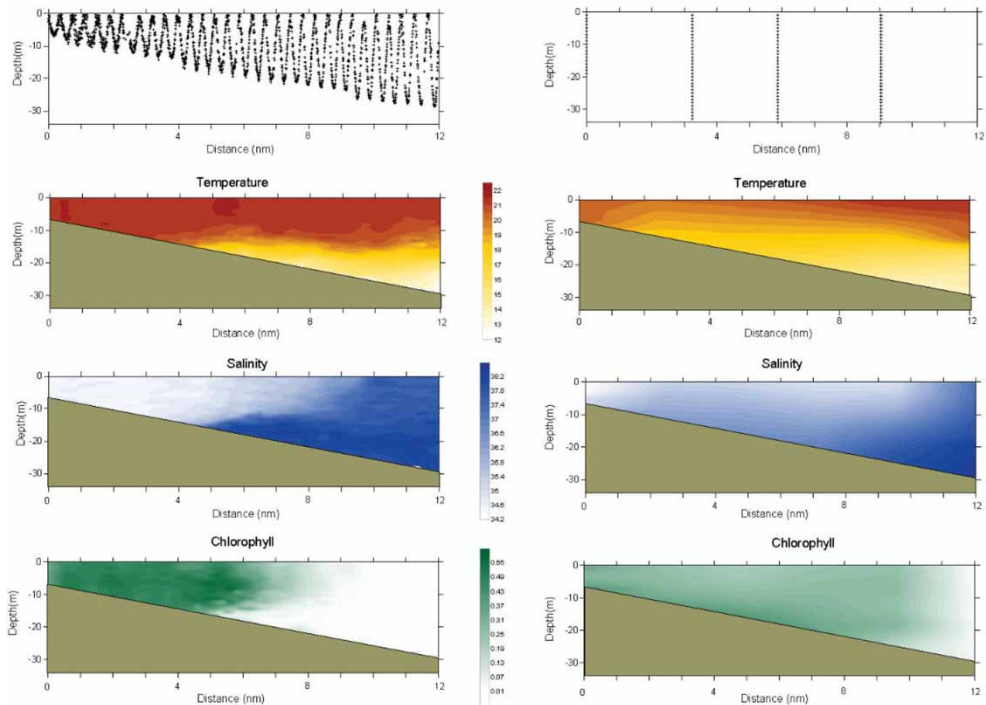 Depth(m)
0
-10
-20
-30
0 4 8 12
Distance (nm)
Depth(m)
0
-10
-20
-30
0 4 8 12
Distance (nm)
Temperature
Depth(m)
0
-10
-20
-30
0 4 8 12
Distance (nm)
22
21
20
19
18
17
16
15
14
13
12
Temperature
Depth(m)
0
-10
-20
-30
0 4 8 12
Distance (nm)
Salinity
Depth(m)
0
-10
-20
-30
0 4 8 12
Distance (nm)
38.2
37.8
37.4
37
36.6
36.2
35.8
35.4
35
34.6
34.2
Salinity
Depth(m)
0
-10
-20
-30
0 4 8 12
Distance (nm)
Chlorophyll
Depth(m)
0
-10
-20
-30
0 4 8 12
Distance (nm)
0.55
0.49
0.43
0.37
0.31
0.25
0.19
0.13
0.07
0.01
Chlorophyll
Depth(m)
0
-10
-20
-30
0 4 8 12
Distance (nm)